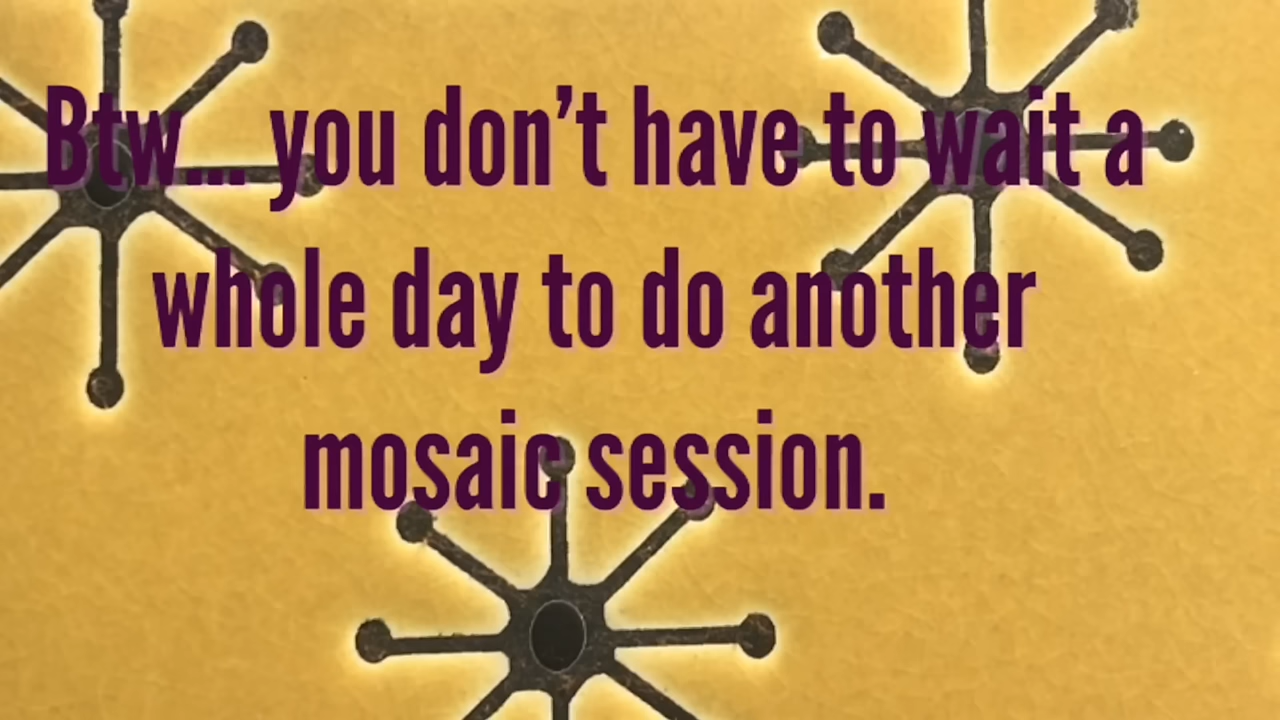 Btw... you don’t have to wait a
whole day to do another
mosaic session.